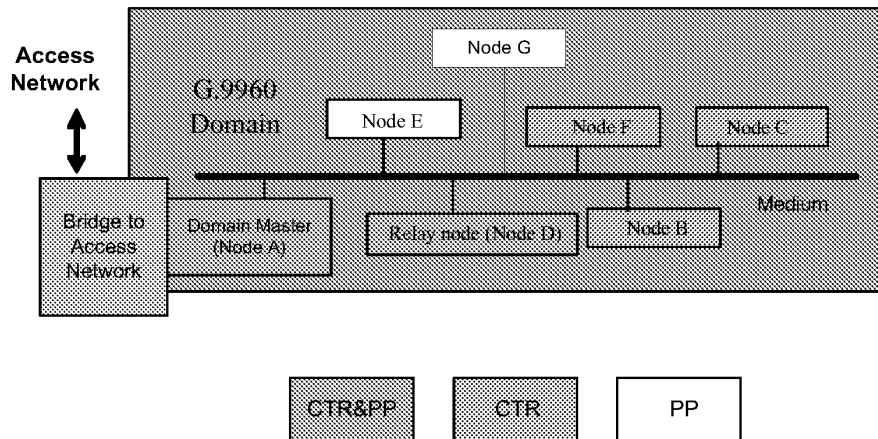 Access
Network
G.9960
Domain
Node G
Node E
Node F
Node C
Medium
Bridge to
Access
Network
Domain Master
(Node A)
Relay node (Node D)
Node B
CTR&PP
CTR
PP